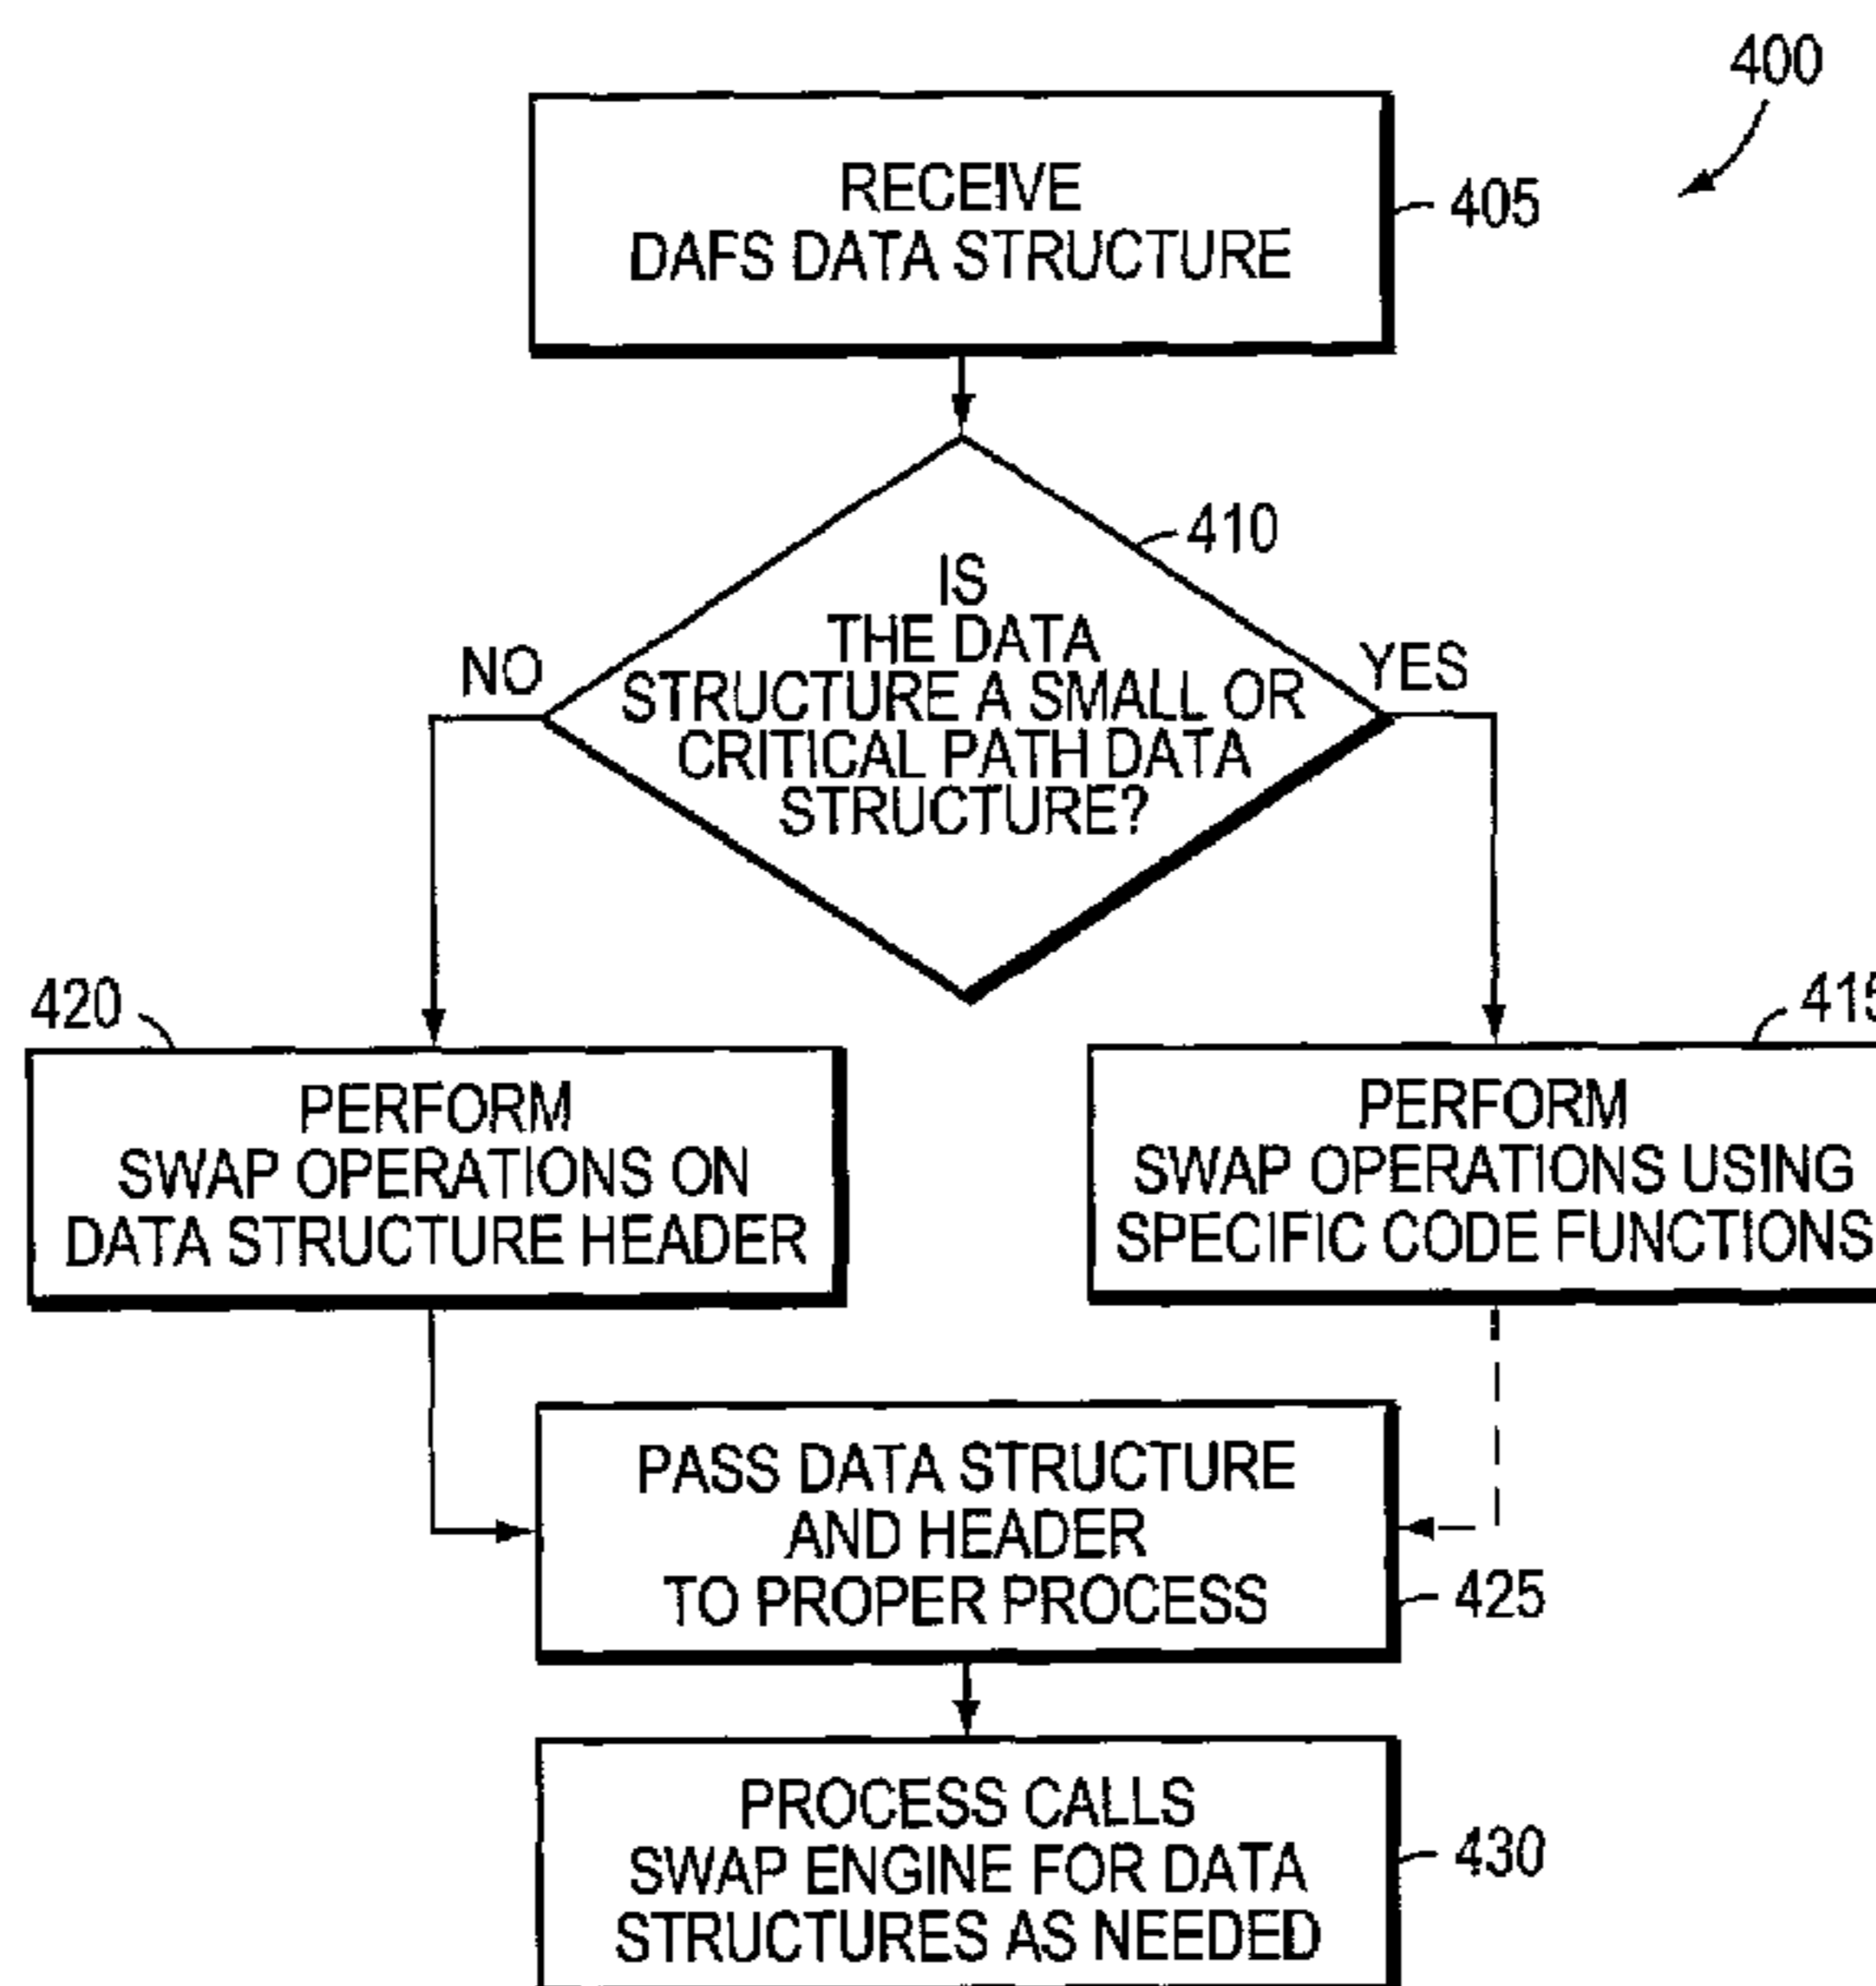 400
RECEIVE
DAFS DATA STRUCTURE
405
410
IS
THE DATA
STRUCTURE A SMALL OR
CRITICAL PATH DATA
STRUCTURE?
NO
YES
420
PERFORM
SWAP OPERATIONS ON
DATA STRUCTURE HEADER
415
PERFORM
SWAP OPERATIONS USING
SPECIFIC CODE FUNCTIONS
PASS DATA STRUCTURE
AND HEADER
TO PROPER PROCESS
425
PROCESS CALLS
SWAP ENGINE FOR DATA
STRUCTURES AS NEEDED
430